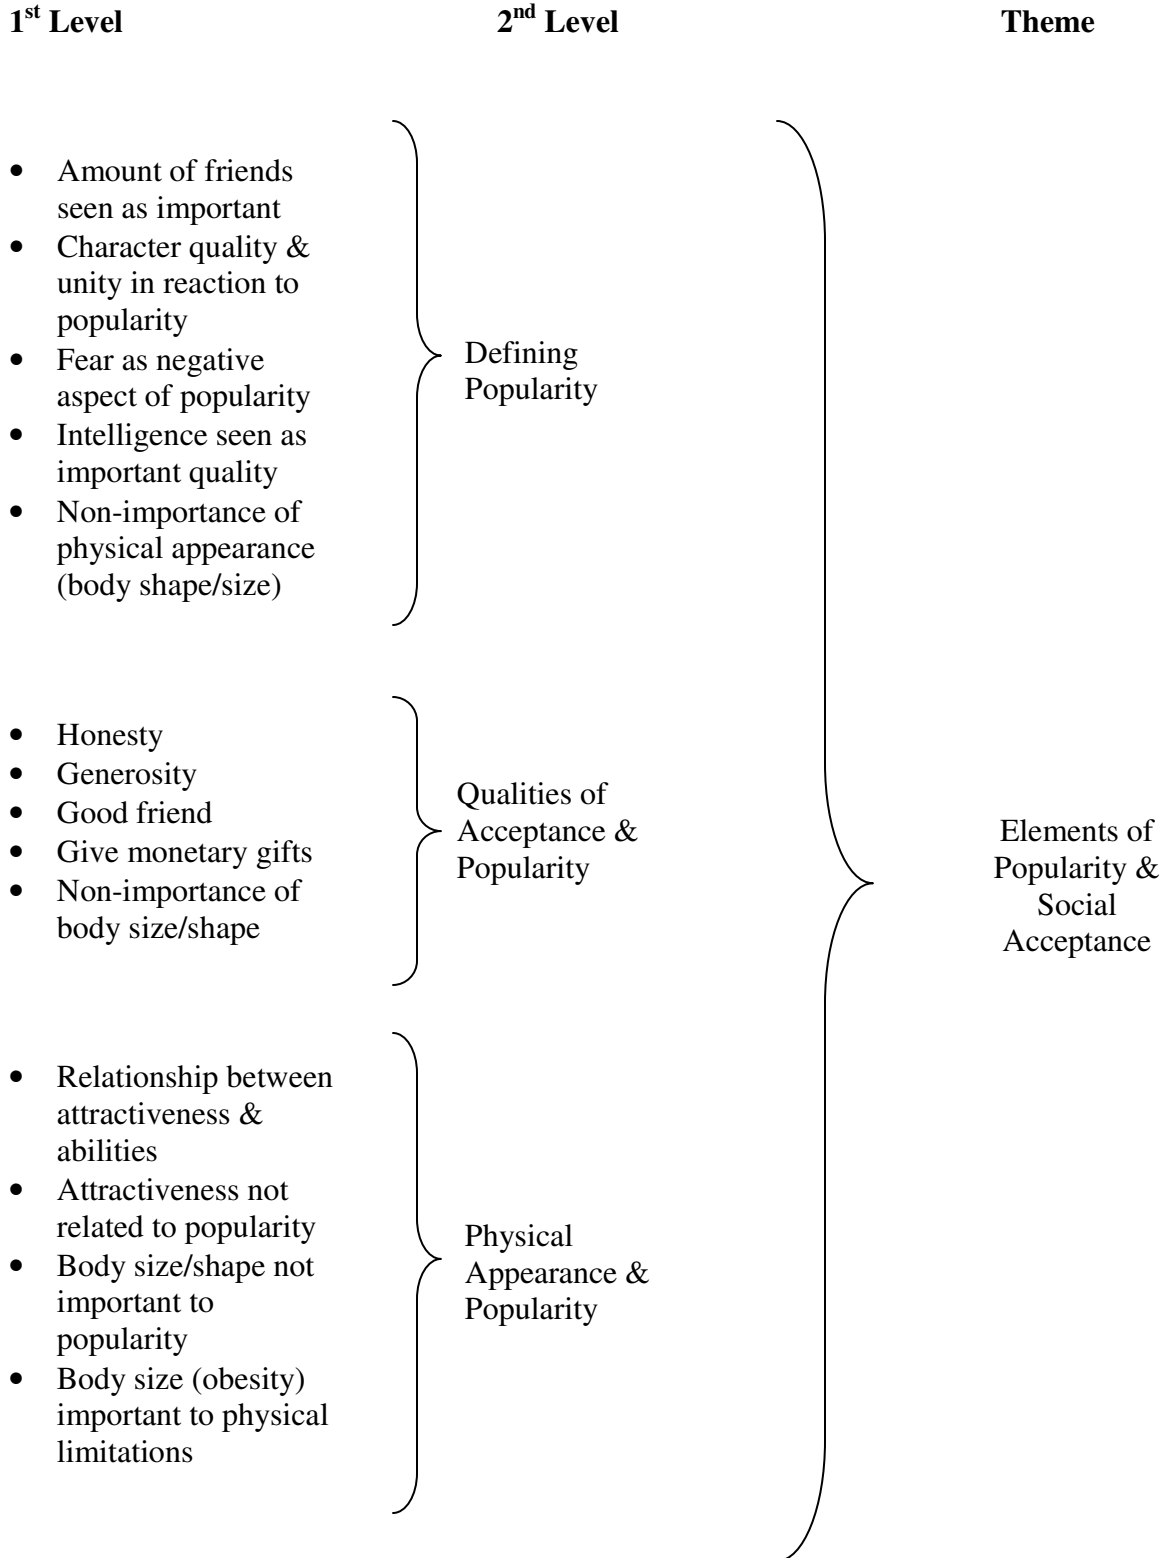 1st Level 2nd Level Theme
• Amount of friends
seen as important
• Character quality &
unity in reaction to
popularity
• Fear as negative
aspect of popularity
• Intelligence seen as
important quality
• Non-importance of
physical appearance
(body shape/size)
Defining
Popularity
• Honesty
• Generosity
• Good friend
• Give monetary gifts
• Non-importance of
body size/shape
Qualities of
Acceptance &
Popularity
• Relationship between
attractiveness &
abilities
• Attractiveness not
related to popularity
• Body size/shape not
important to
popularity
• Body size (obesity)
important to physical
limitations
Physical
Appearance &
Popularity
Elements of
Popularity &
Social
Acceptance